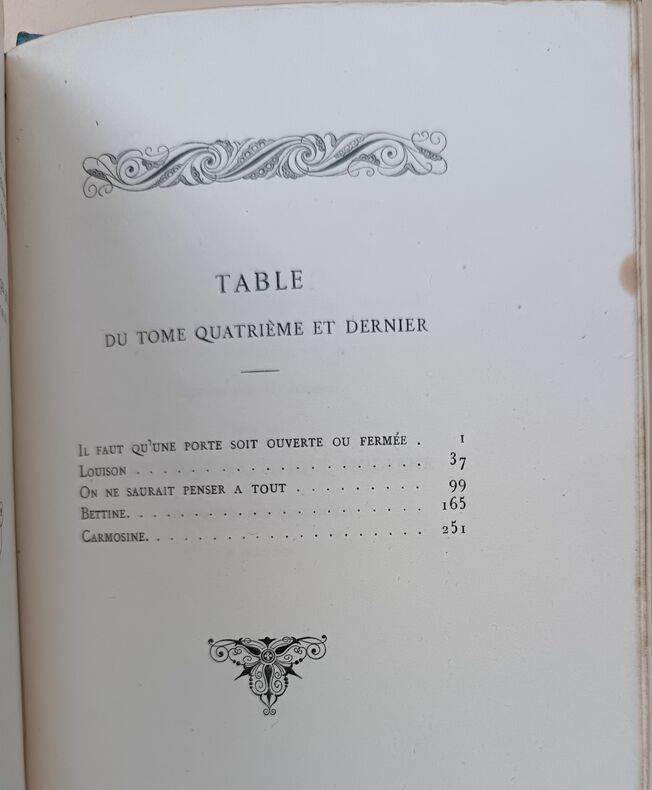 TABLE
DU TOME QUATRIÈME ET DERNIER
IL FAUT QU'UNE PORTE SOIT OUVERTE OU FERMÉE . 1
LOUISON . . . . . . . . . . . . . . . . . . 37
ON NE SAURAIT PENSER A TOUT . . . . . . . . . 99
BETTINE. . . . . . . . . . . . . . . . . . . 165
CARMOSINE. . . . . . . . . . . . . . . . . . 251